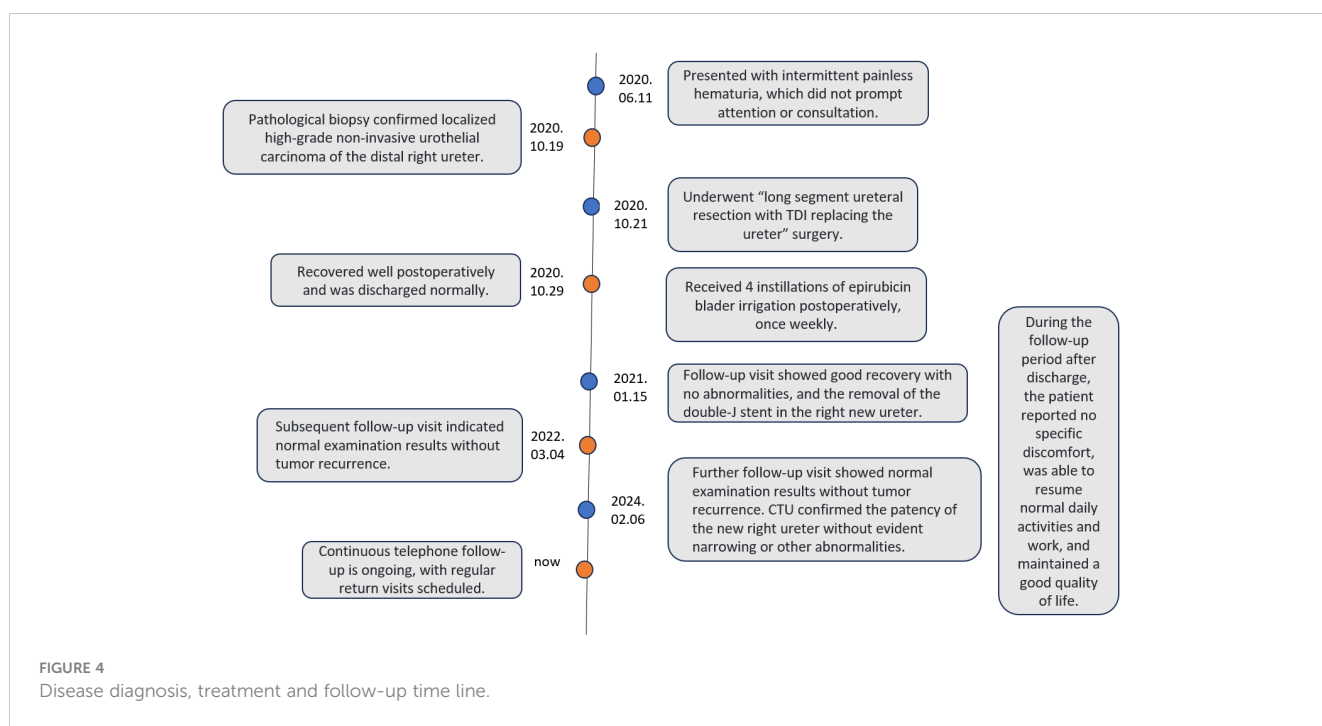 2020.
06.11
Presented with intermittent painless
hematuria, which did not prompt
attention or consultation.
Pathological biopsy confirmed localized
high-grade non-invasive urothelial
carcinoma of the distal right ureter.
2020.
10.19
2020.
10.21
Underwent “long segment ureteral
resection with TDI replacing the
ureter” surgery.
Recovered well postoperatively
and was discharged normally.
2020.
10.29
Received 4 instillations of epirubicin
blader irrigation postoperatively,
once weekly.
2021.
01.15
Follow-up visit showed good recovery with
no abnormalities, and the removal of the
double-J stent in the right new ureter.
Subsequent follow-up visit indicated
normal examination results without
tumor recurrence.
2022.
03.04
2024.
02.06
Further follow-up visit showed normal
examination results without tumor
recurrence. CTU confirmed the patency of
the new right ureter without evident
narrowing or other abnormalities.
Continuous telephone follow-
up is ongoing, with regular
return visits scheduled.
now
During the
follow-up
period after
discharge,
the patient
reported no
specific
discomfort,
was able to
resume
normal daily
activities and
work, and
maintained a
good quality
of life.
FIGURE 4
Disease diagnosis, treatment and follow-up time line.